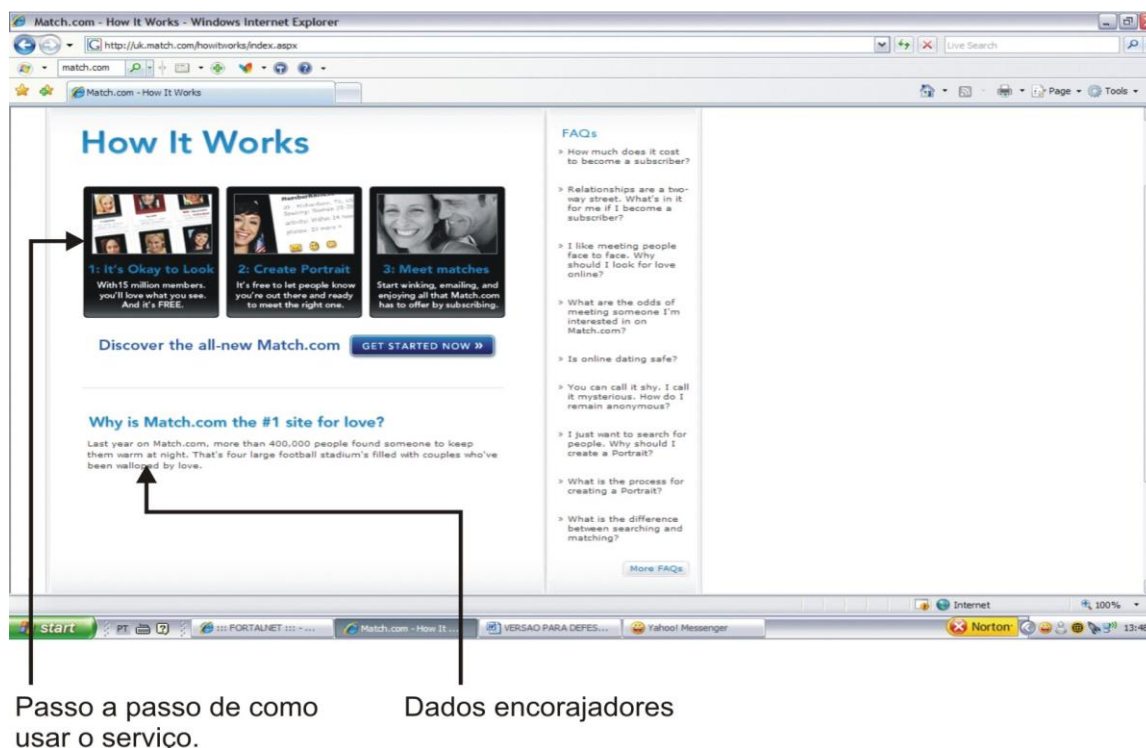 Match.com - How It Works - Windows Internet Explorer
http://uk.match.com/howitworks/index.aspx
Live Search
match.com
Match.com - How It Works
Page
Tools
How It Works
1: It's Okay to Look
With15 million members.
you'll love what you see.
And it's FREE.
2: Create Portrait
It's free to let people know
you're out there and ready
to meet the right one.
3: Meet matches
Start winking, emailing, and
enjoying all that Match.com
has to offer by subscribing.
Discover the all-new Match.com
GET STARTED NOW »
Why is Match.com the #1 site for love?
Last year on Match.com, more than 400,000 people found someone to keep
them warm at night. That's four large football stadium's filled with couples who've
been walloped by love.
FAQs
» How much does it cost
to become a subscriber?
» Relationships are a two-
way street. What's in it
for me if I become a
subscriber?
» I like meeting people
face to face. Why
should I look for love
online?
» What are the odds of
meeting someone I'm
interested in on
Match.com?
» Is online dating safe?
» You can call it shy. I call
it mysterious. How do I
remain anonymous?
» I just want to search for
people. Why should I
create a Portrait?
» What is the process for
creating a Portrait?
» What is the difference
between searching and
matching?
More FAQs
Internet
100%
start
PT
::: FORTALNET ::: - ...
Match.com - How It ...
VERSAO PARA DEFES...
Yahoo! Messenger
Norton
13:48
Passo a passo de como
usar o serviço.
Dados encorajadores